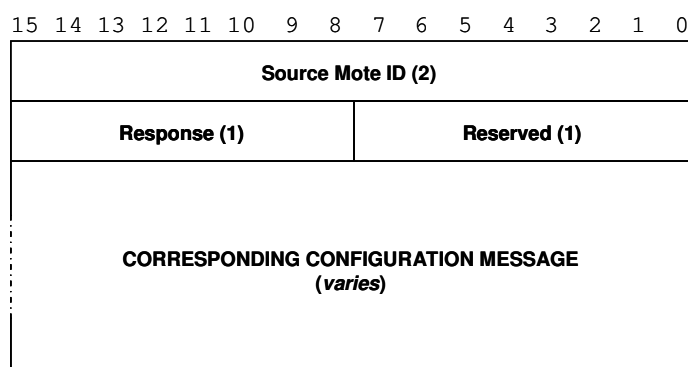 15 14 13 12 11 10 9 8 7 6 5 4 3 2 1 0
Source Mote ID (2)
Response (1) Reserved (1)
CORRESPONDING CONFIGURATION MESSAGE
(varies)